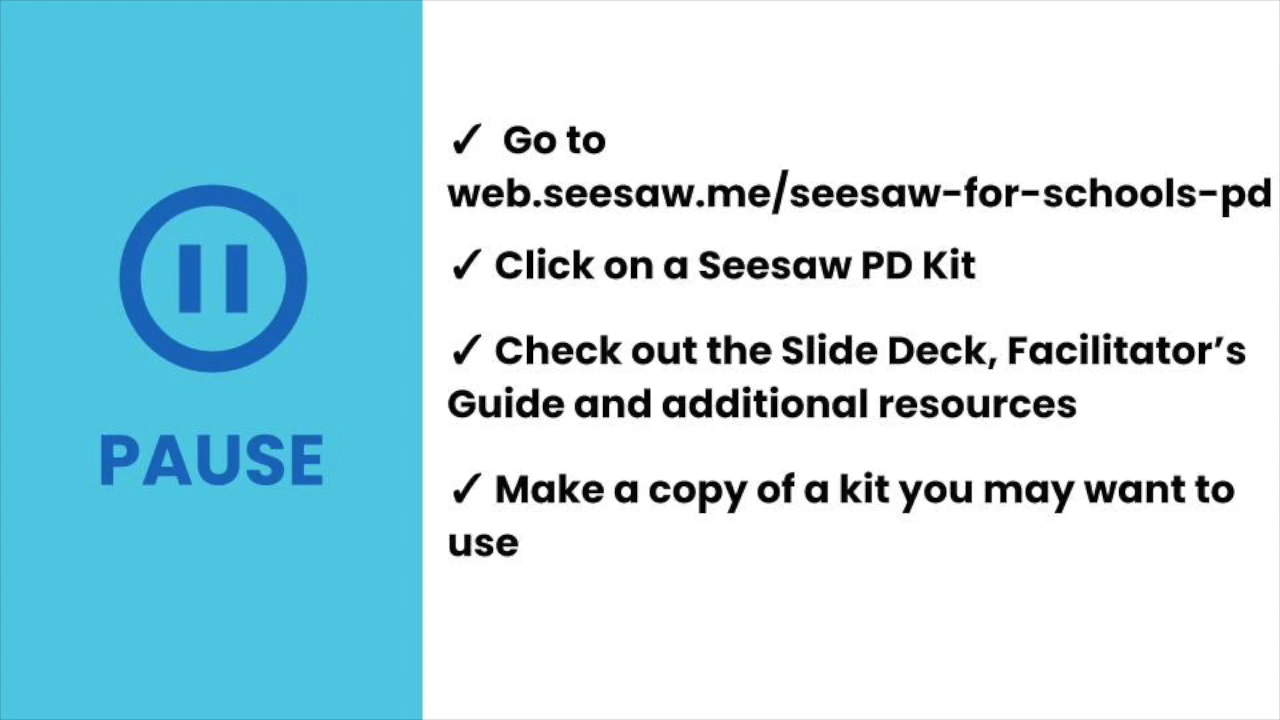 PAUSE
✓ Go to
web.seesaw.me/seesaw-for-schools-pd
✓ Click on a Seesaw PD Kit
✓ Check out the Slide Deck, Facilitator’s
Guide and additional resources
✓ Make a copy of a kit you may want to
use